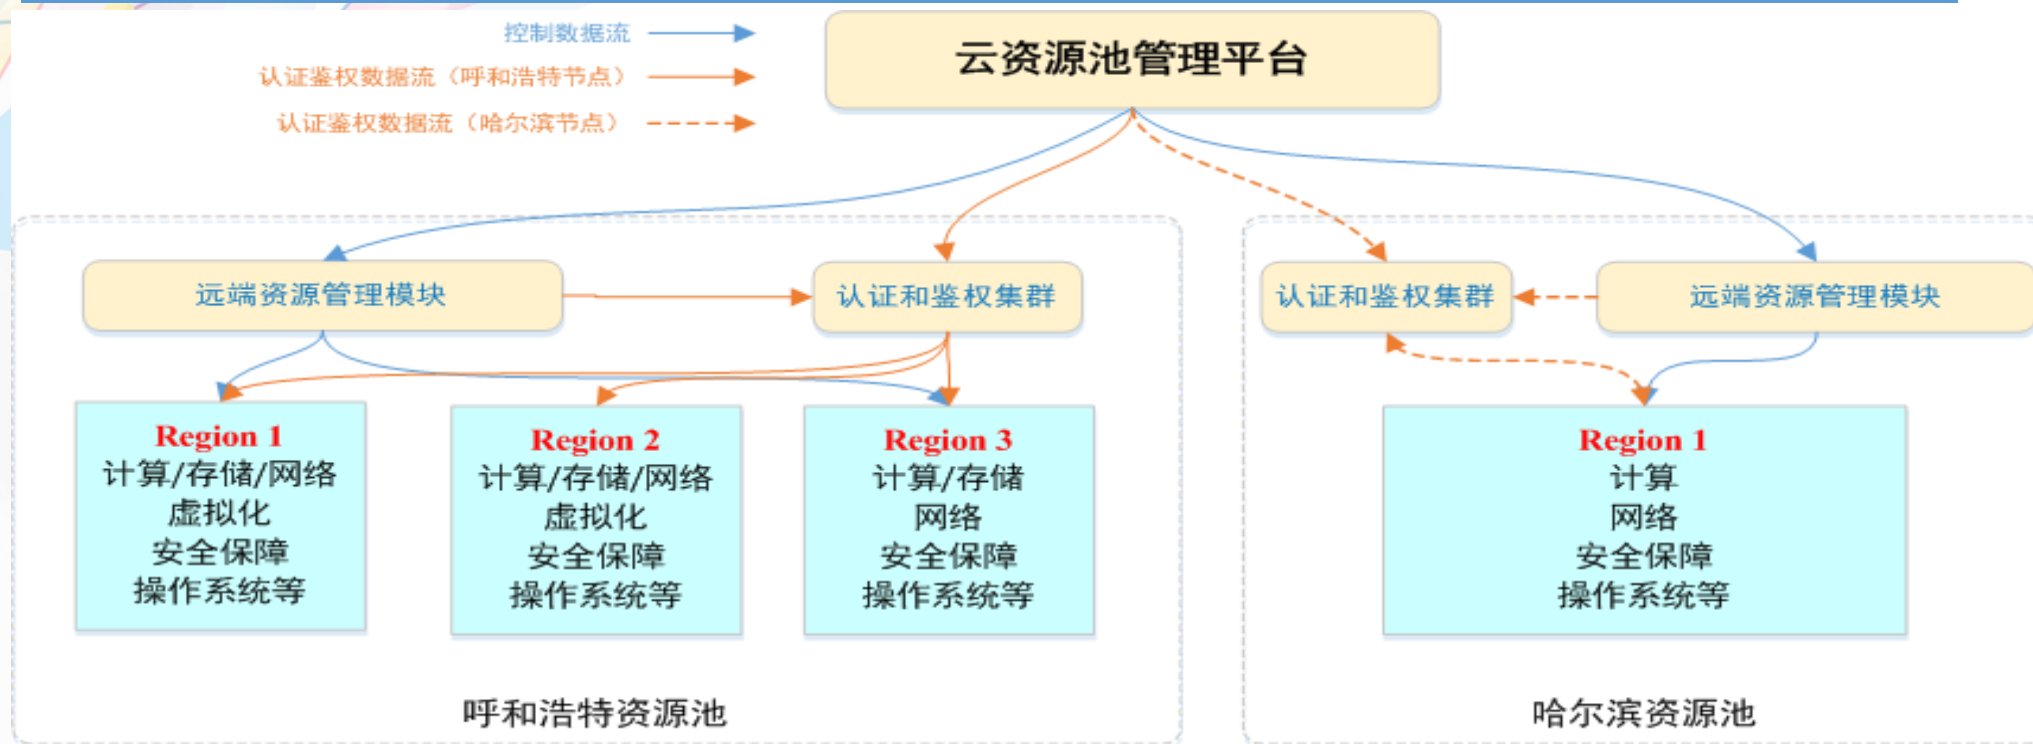 控制数据流
认证鉴权数据流（呼和浩特节点）
认证鉴权数据流（哈尔滨节点）
云资源池管理平台
远端资源管理模块
认证和鉴权集群
认证和鉴权集群
远端资源管理模块
Region 1
计算/存储/网络
虚拟化
安全保障
操作系统等
Region 2
计算/存储/网络
虚拟化
安全保障
操作系统等
Region 3
计算/存储
网络
安全保障
操作系统等
Region 1
计算
网络
安全保障
操作系统等
呼和浩特资源池
哈尔滨资源池